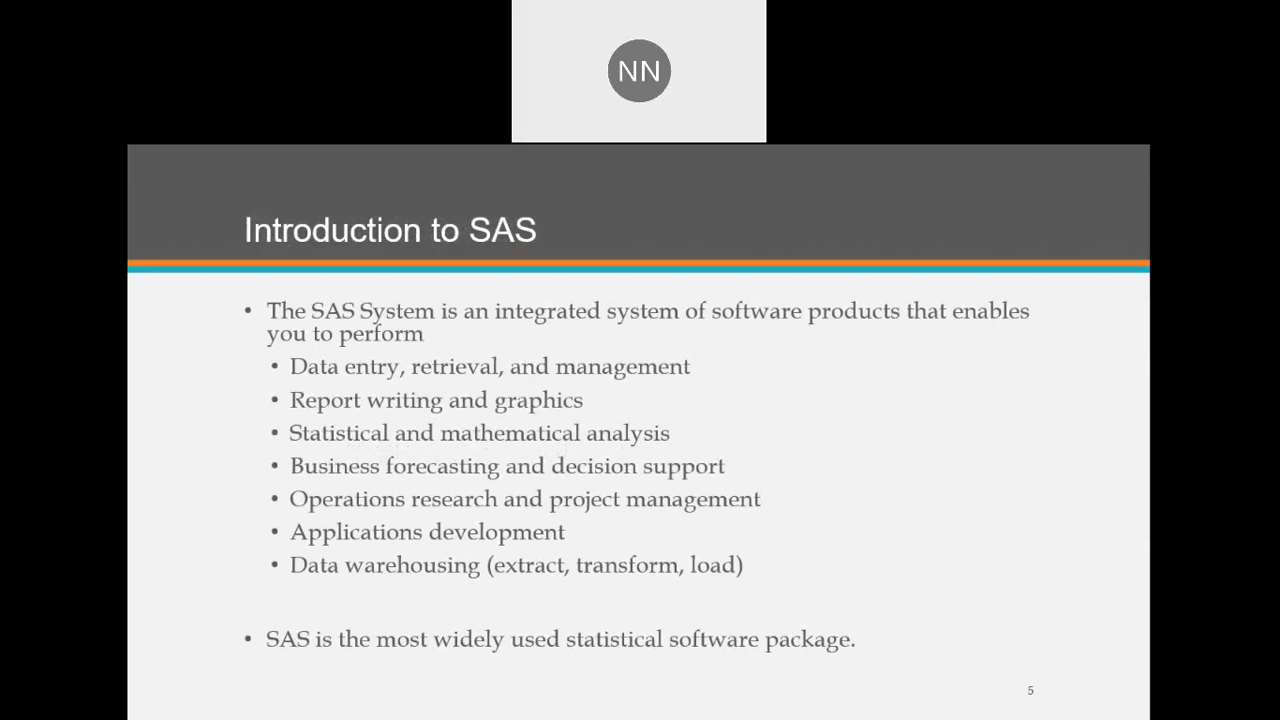 NN
Introduction to SAS
• The SAS System is an integrated system of software products that enables
you to perform
• Data entry, retrieval, and management
• Report writing and graphics
• Statistical and mathematical analysis
• Business forecasting and decision support
• Operations research and project management
• Applications development
• Data warehousing (extract, transform, load)
• SAS is the most widely used statistical software package.
5